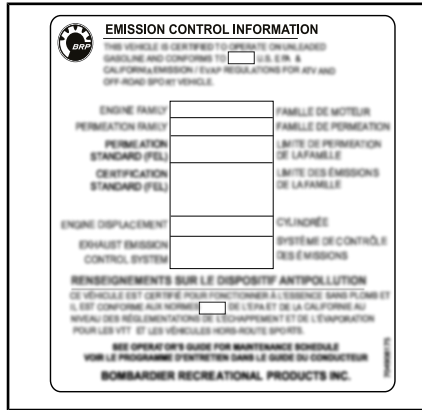 BRP
EMISSION CONTROL INFORMATION
THIS VEHICLE IS CERTIFIED TO OPERATE ON UNLEADED
GASOLINE AND CONFORMS TO U.S. EPA &
CALIFORNIA EMISSION / EVAP REGULATIONS FOR ATV AND
OFF-ROAD SPORT VEHICLE.
ENGINE FAMILY FAMILLE DE MOTEUR
PERMEATION FAMILY FAMILLE DE PERMEATION
PERMEATION LIMITE DE PERMEATION
STANDARD (FEL) DE LA FAMILLE
CERTIFICATION LIMITE DES ÉMISSIONS
STANDARD (FEL) DE LA FAMILLE
ENGINE DISPLACEMENT CYLINDRÉE
EXHAUST EMISSION SYSTÈME DE CONTRÔLE
CONTROL SYSTEM DES ÉMISSIONS
RENSEIGNEMENTS SUR LE DISPOSITIF ANTIPOLLUTION
CE VÉHICULE EST CERTIFIÉ POUR FONCTIONNER À L'ESSENCE SANS PLOMB ET
IL EST CONFORME AUX NORMES DE L'EPA ET DE LA CALIFORNIE AU
NIVEAU DES RÉGLEMENTATIONS DE L'ÉCHAPPEMENT ET DE L'ÉVAPORATION
POUR LES VTT ET LES VÉHICULES HORS-ROUTE SPORTS.
SEE OPERATOR'S GUIDE FOR MAINTENANCE SCHEDULE
VOIR LE PROGRAMME D'ENTRETIEN DANS LE GUIDE DU CONDUCTEUR
BOMBARDIER RECREATIONAL PRODUCTS INC.